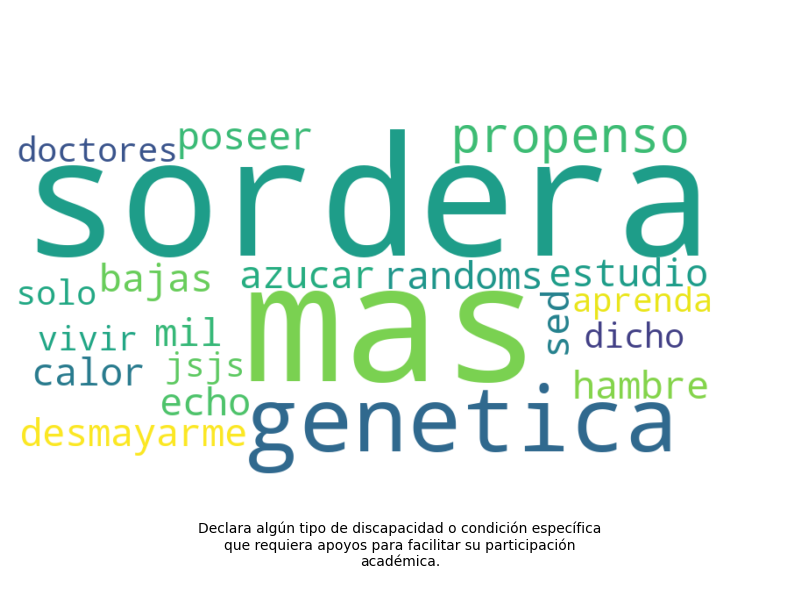 doctores poseer propenso
sordera
solo bajas azucar randoms estudio
mas sed aprenda
vivir mil dicho
calor jsjs hambre
echo
desmayarme genetica
Declara algún tipo de discapacidad o condición específica
que requiera apoyos para facilitar su participación
académica.